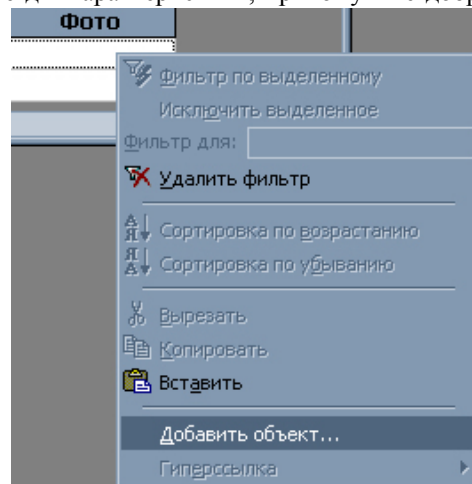 Фото
Фильтр по выделенному
Исключить выделенное
Фильтр для:
Удалить фильтр
Сортировка по возрастанию
Сортировка по убыванию
Вырезать
Копировать
Вставить
Добавить объект...
Гиперссылка